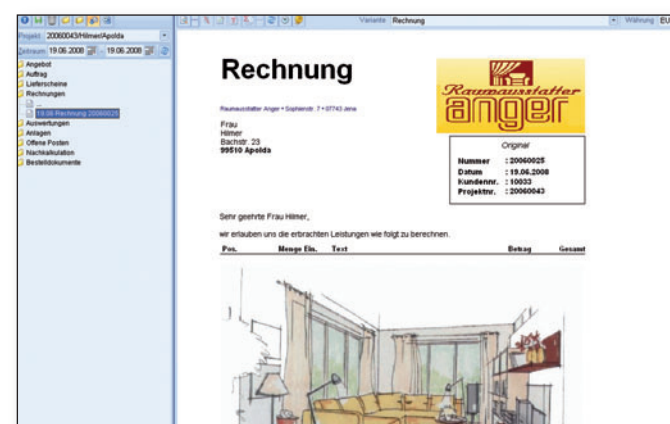 Variante Rechnung Währung EU
Projekt 20060043/Hilmer/Apolda
Zeitraum 19.06.2008 - 19.06.2008
Angebot
Auftrag
Lieferscheine
Rechnungen
..
19.06 Rechnung 20060025
Auswertungen
Anlagen
Offene Posten
Nachkalkulation
Bestelldokumente
Rechnung
Raumausstatter
anger
Raumausstatter Anger • Sophienstr. 7 • 07743 Jena
Frau
Hilmer
Bachstr. 23
99510 Apolda
Original
Nummer : 20060025
Datum : 19.06.2008
Kundennr. : 10033
Projektnr. : 20060043
Sehr geehrte Frau Hilmer,
wir erlauben uns die erbrachten Leistungen wie folgt zu berechnen.
Pos. Menge Ein. Text Betrag Gesamt